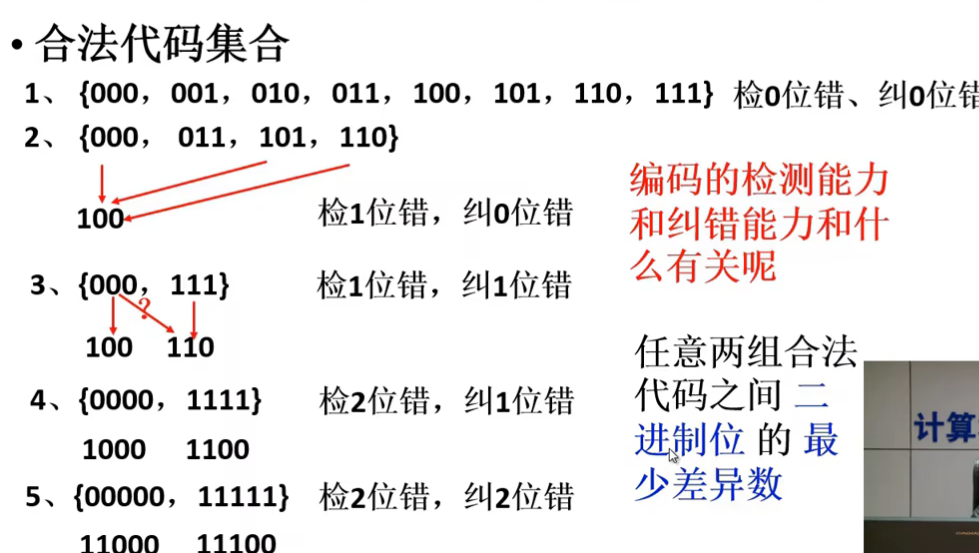 • 合法代码集合
1、 {000，001，010，011，100，101，110，111} 检0位错、纠0位错
2、 {000， 011，101，110}
100 检1位错，纠0位错
编码的检测能力
和纠错能力和什
么有关呢
3、{000，111} 检1位错，纠1位错
?
100 110
任意两组合法
代码之间 二
进制位 的 最
少差异数
4、{0000，1111} 检2位错，纠1位错
1000 1100
5、{00000，11111} 检2位错，纠2位错
11000 11100
计算